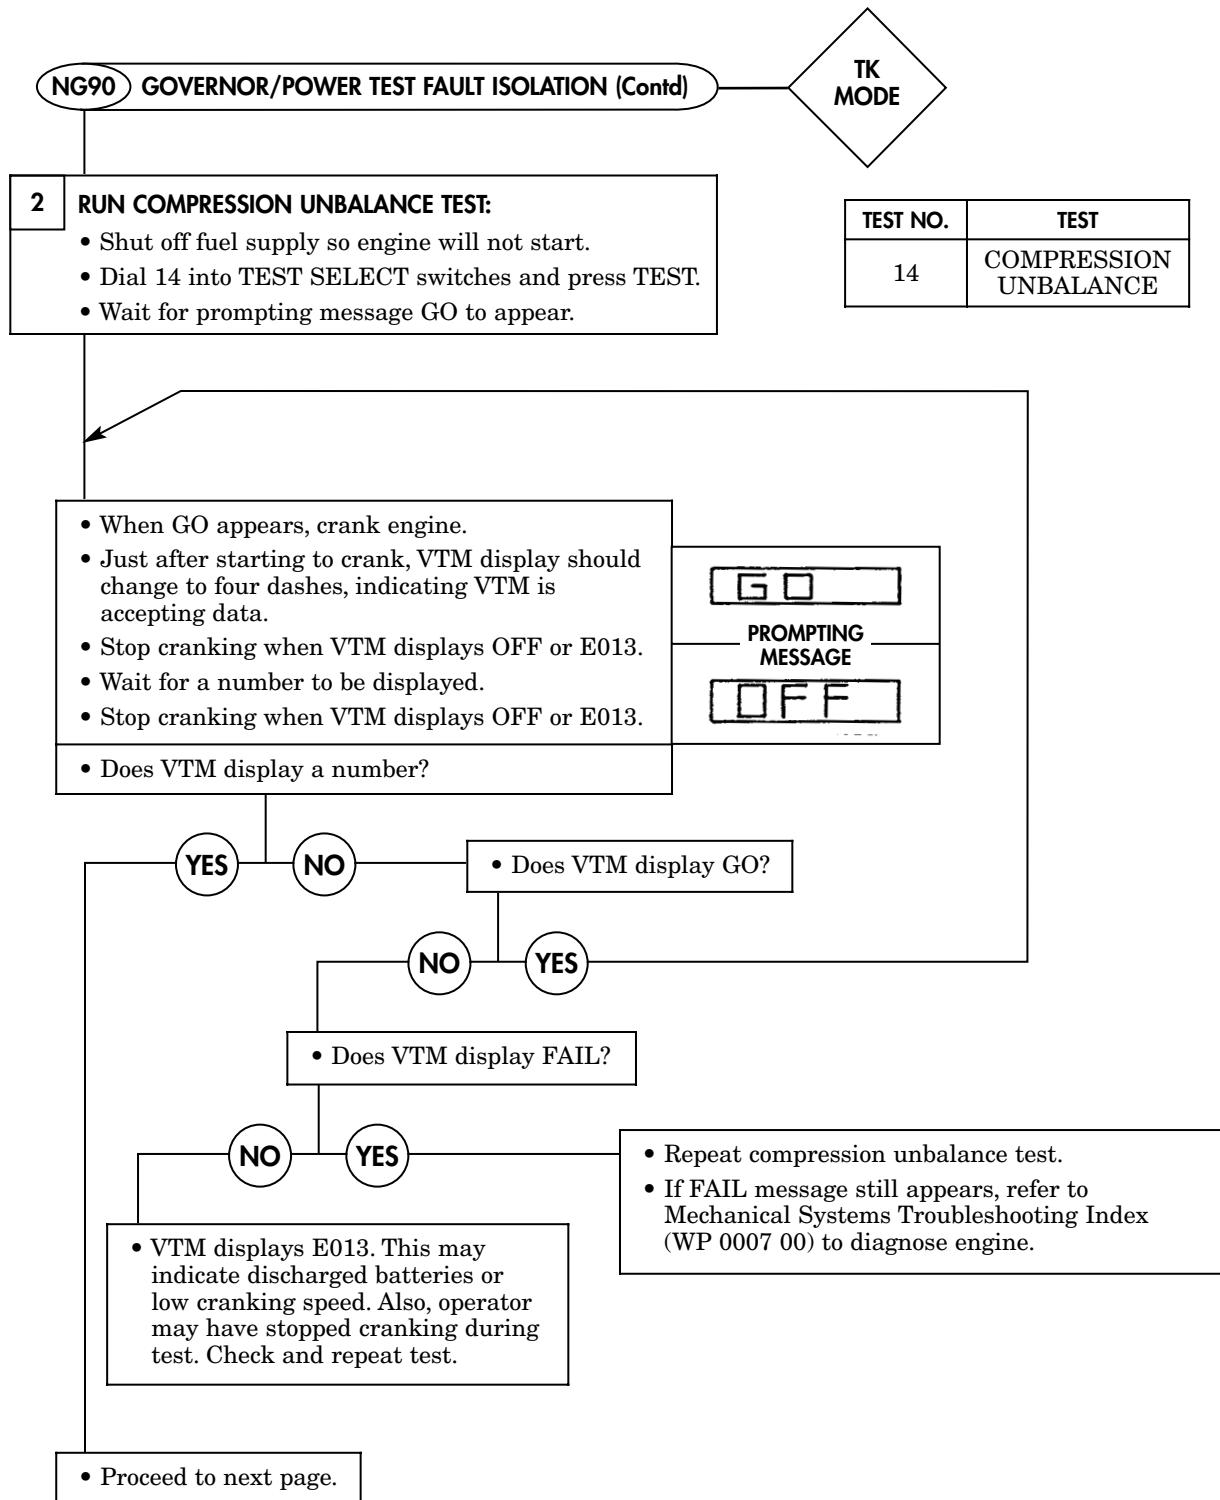 NG90 GOVERNOR/POWER TEST FAULT ISOLATION (Contd)
TK
MODE
2 RUN COMPRESSION UNBALANCE TEST:
• Shut off fuel supply so engine will not start.
• Dial 14 into TEST SELECT switches and press TEST.
• Wait for prompting message GO to appear.
TEST NO. TEST
14 COMPRESSION
UNBALANCE
• When GO appears, crank engine.
• Just after starting to crank, VTM display should
change to four dashes, indicating VTM is
accepting data.
• Stop cranking when VTM displays OFF or E013.
• Wait for a number to be displayed.
• Stop cranking when VTM displays OFF or E013.
GO
PROMPTING
MESSAGE
OFF
• Does VTM display a number?
YES NO
• Does VTM display GO?
NO YES
• Does VTM display FAIL?
NO YES
• Repeat compression unbalance test.
• If FAIL message still appears, refer to
Mechanical Systems Troubleshooting Index
(WP 0007 00) to diagnose engine.
• VTM displays E013. This may
indicate discharged batteries or
low cranking speed. Also, operator
may have stopped cranking during
test. Check and repeat test.
• Proceed to next page.